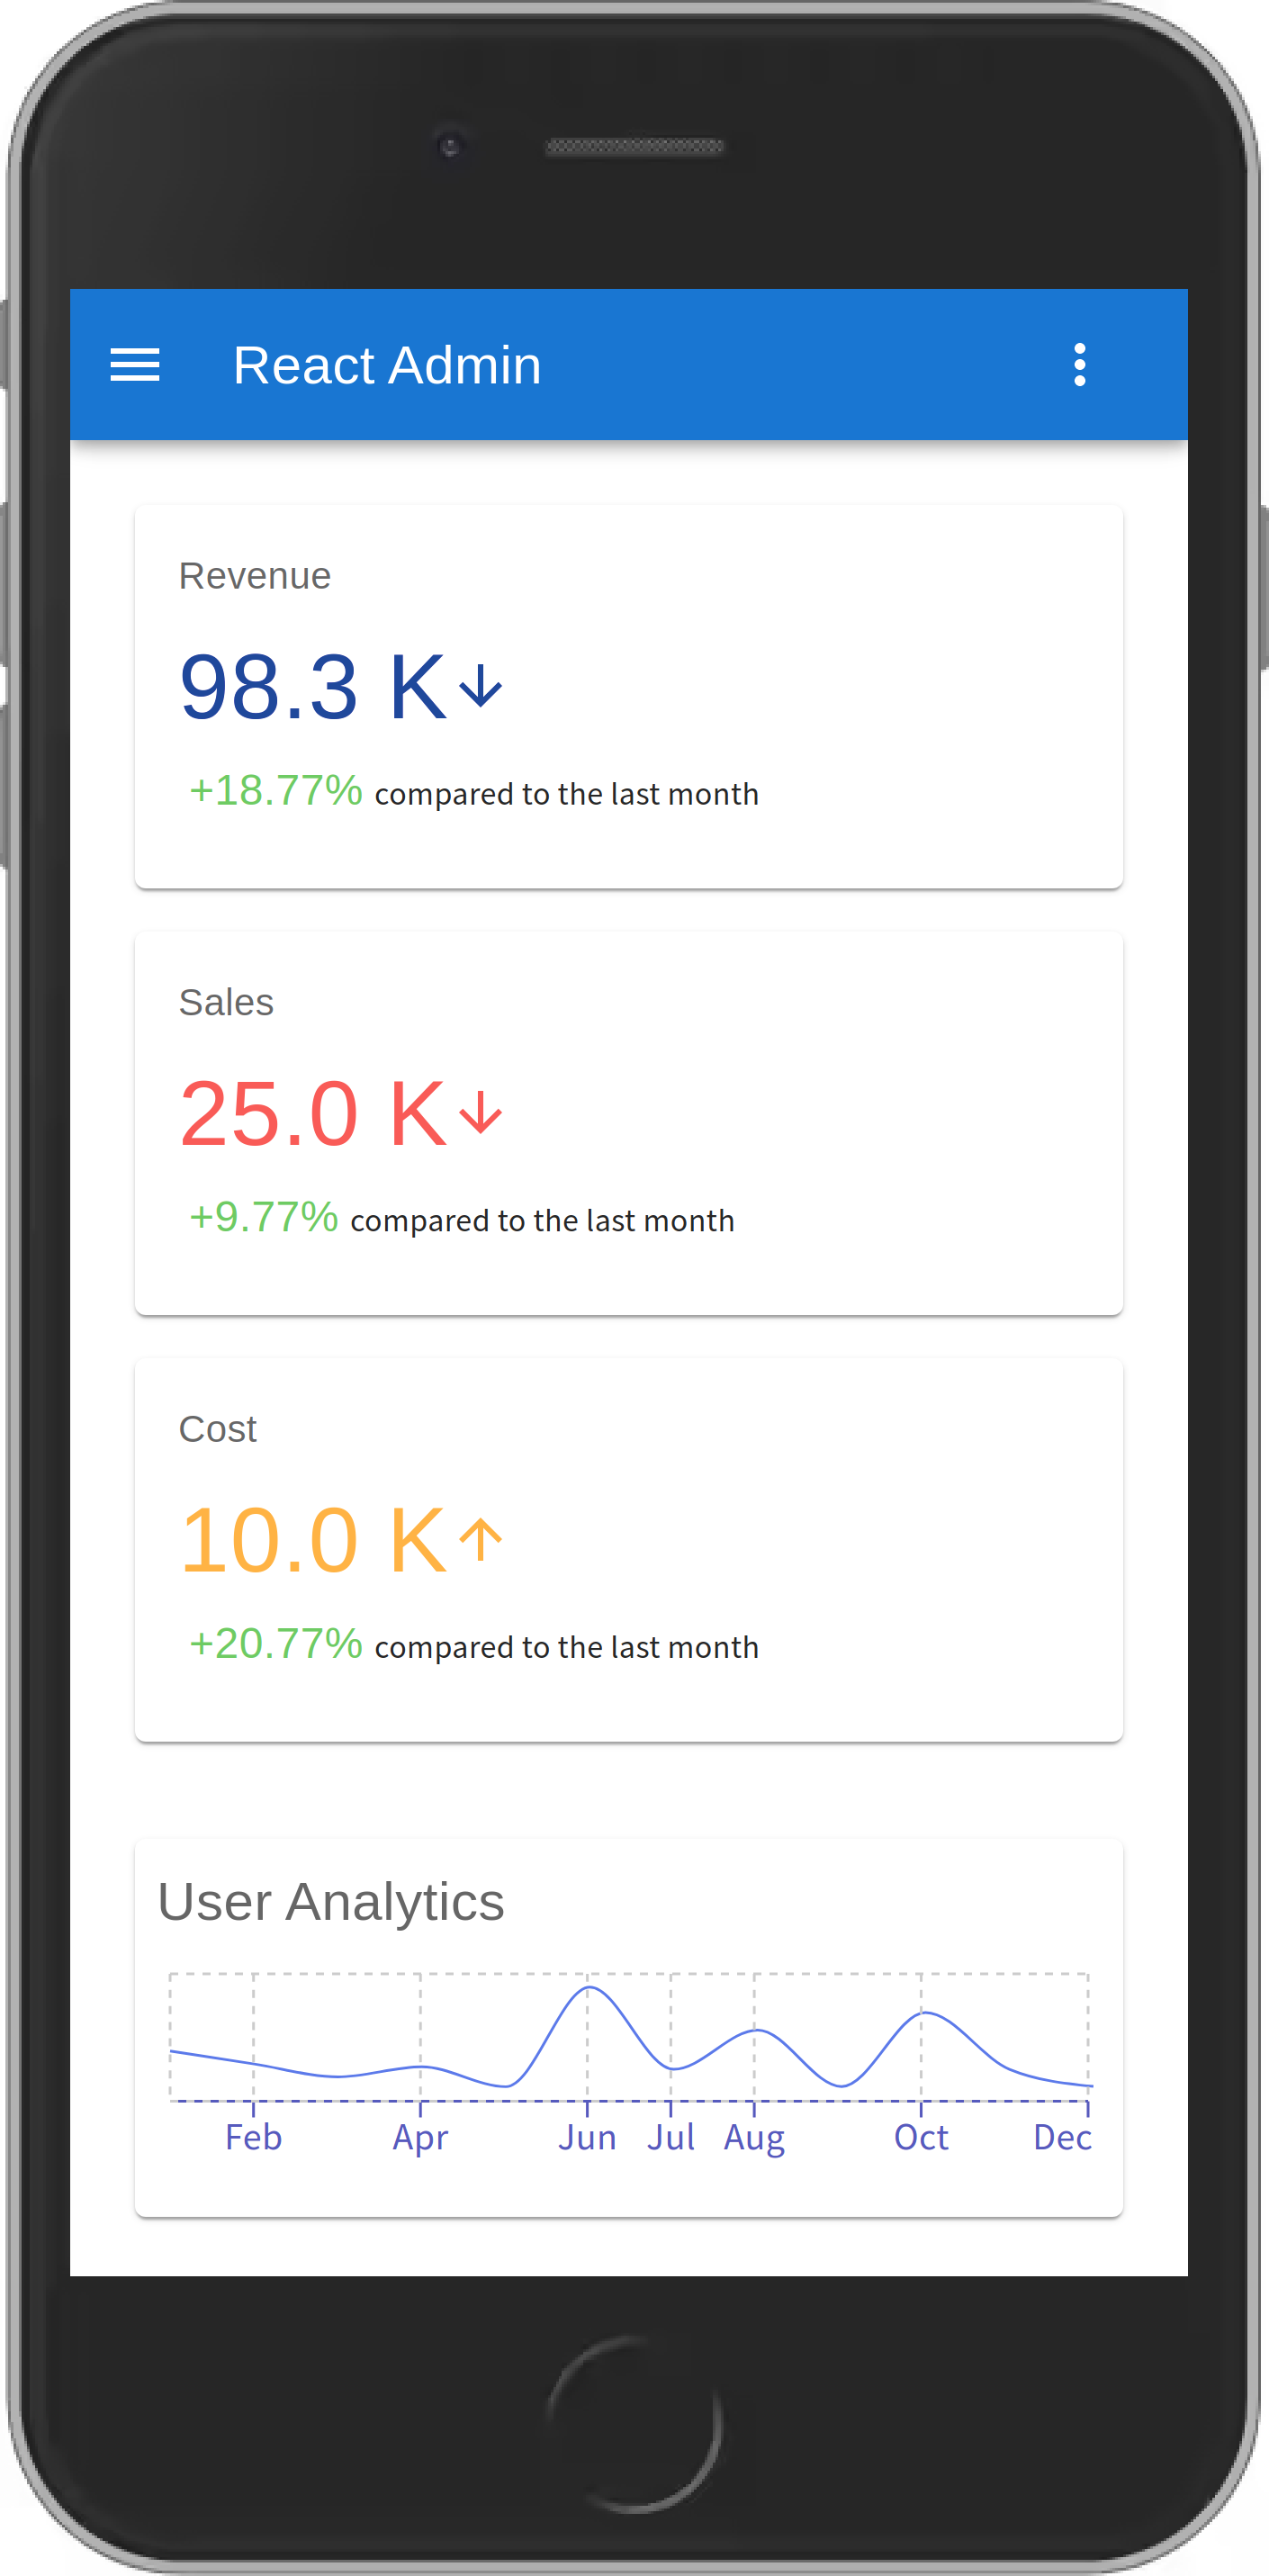 React Admin
Revenue
98.3 K
+18.77% compared to the last month
Sales
25.0 K
+9.77% compared to the last month
Cost
10.0 K
+20.77% compared to the last month
User Analytics
Feb Apr Jun Jul Aug Oct Dec